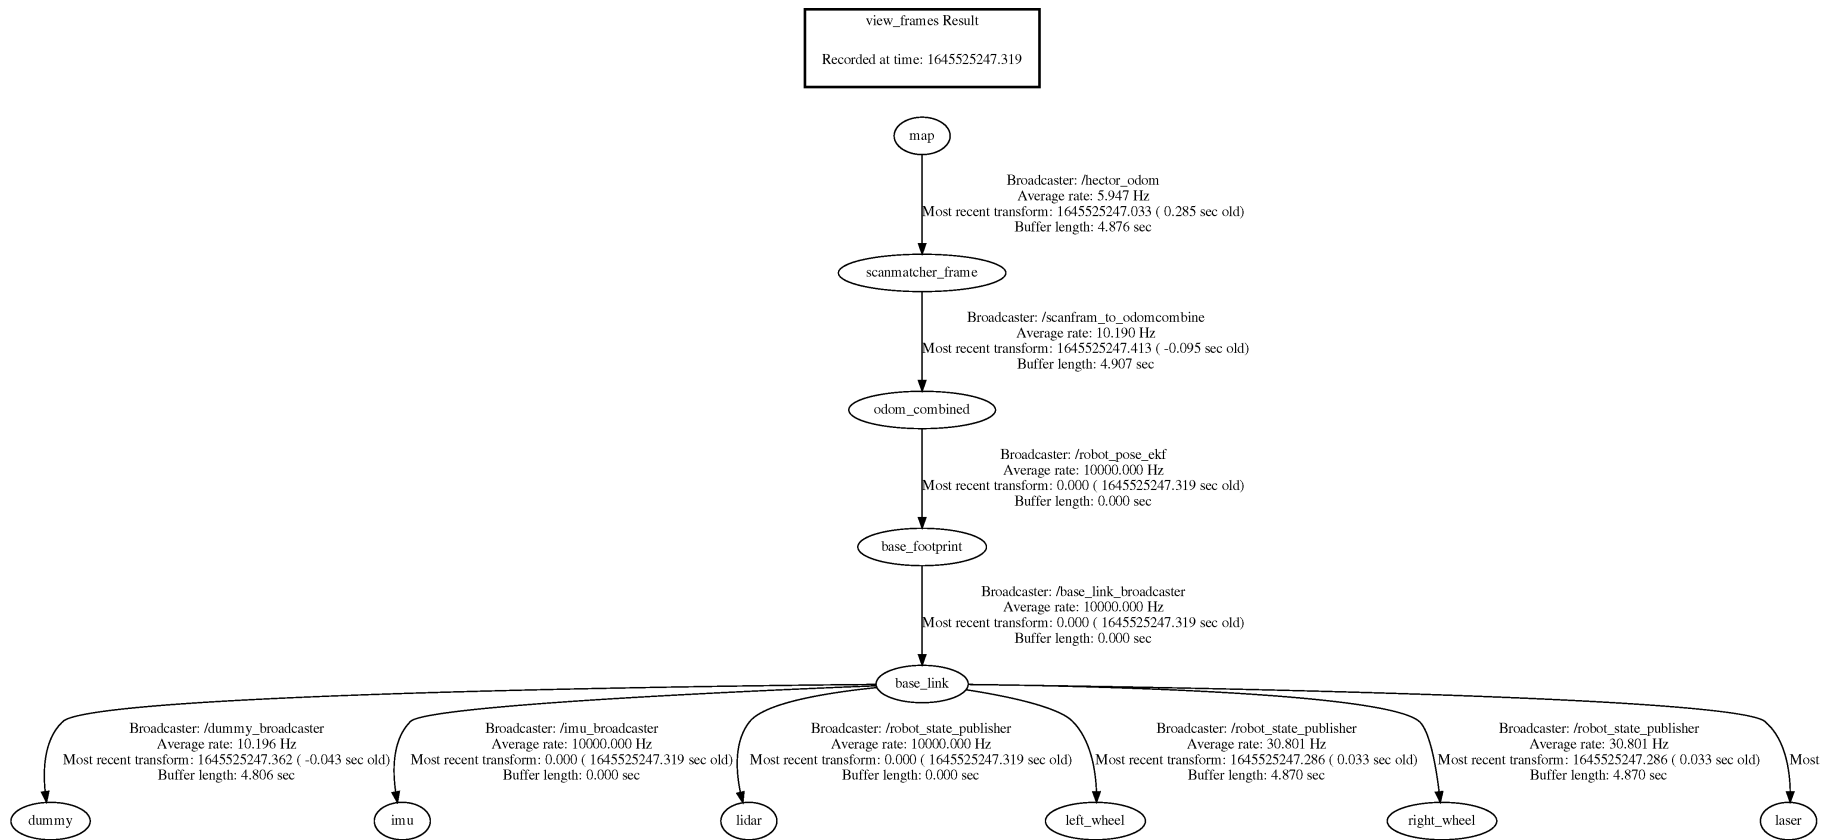 view_frames Result
Recorded at time: 1645525247.319
map
Broadcaster: /hector_odom
Average rate: 5.947 Hz
Most recent transform: 1645525247.033 ( 0.285 sec old)
Buffer length: 4.876 sec
scanmatcher_frame
Broadcaster: /scanfram_to_odomcombine
Average rate: 10.190 Hz
Most recent transform: 1645525247.413 ( -0.095 sec old)
Buffer length: 4.907 sec
odom_combined
Broadcaster: /robot_pose_ekf
Average rate: 10000.000 Hz
Most recent transform: 0.000 ( 1645525247.319 sec old)
Buffer length: 0.000 sec
base_footprint
Broadcaster: /base_link_broadcaster
Average rate: 10000.000 Hz
Most recent transform: 0.000 ( 1645525247.319 sec old)
Buffer length: 0.000 sec
base_link
Broadcaster: /dummy_broadcaster
Average rate: 10.196 Hz
Most recent transform: 1645525247.362 ( -0.043 sec old)
Buffer length: 4.806 sec
Broadcaster: /imu_broadcaster
Average rate: 10000.000 Hz
Most recent transform: 0.000 ( 1645525247.319 sec old)
Buffer length: 0.000 sec
Broadcaster: /robot_state_publisher
Average rate: 10000.000 Hz
Most recent transform: 0.000 ( 1645525247.319 sec old)
Buffer length: 0.000 sec
Broadcaster: /robot_state_publisher
Average rate: 30.801 Hz
Most recent transform: 1645525247.286 ( 0.033 sec old)
Buffer length: 4.870 sec
Broadcaster: /robot_state_publisher
Average rate: 30.801 Hz
Most recent transform: 1645525247.286 ( 0.033 sec old)
Buffer length: 4.870 sec
Most
dummy
imu
lidar
left_wheel
right_wheel
laser